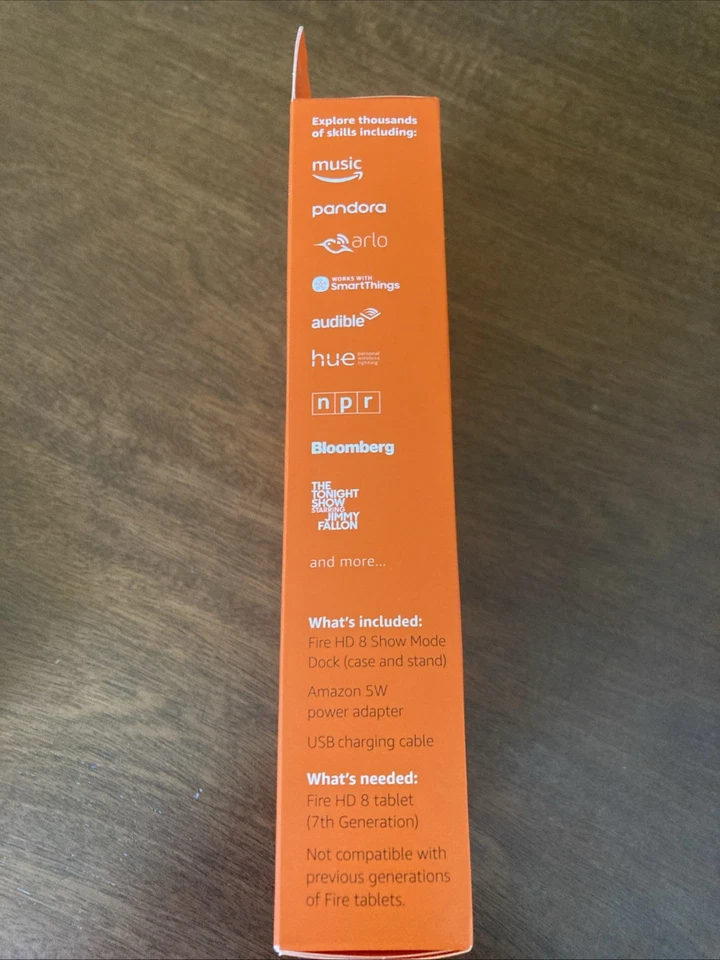 Explore thousands
of skills including:
music
pandora
arlo
WORKS WITH
SmartThings
audible
hue personal
wireless
lighting
npr
Bloomberg
THE
TONIGHT
SHOW
STARRING
JIMMY
FALLON
and more...
What's included:
Fire HD 8 Show Mode
Dock (case and stand)
Amazon 5W
power adapter
USB charging cable
What's needed:
Fire HD 8 tablet
(7th Generation)
Not compatible with
previous generations
of Fire tablets.